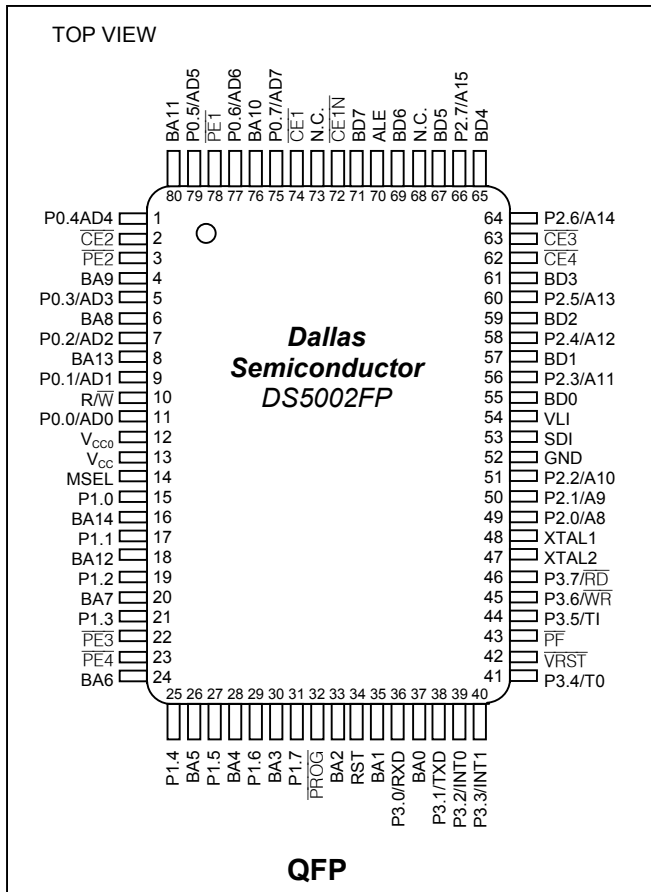 TOP VIEW
BA11
P0.5/AD5
PE1
P0.6/AD6
BA10
P0.7/AD7
CE1
N.C.
CE1N
BD7
ALE
BD6
N.C.
BD5
P2.7/A15
BD4
80 79 78 77 76 75 74 73 72 71 70 69 68 67 66 65
P0.4AD4 1
CE2 2
PE2 3
BA9 4
P0.3/AD3 5
BA8 6
P0.2/AD2 7
BA13 8
P0.1/AD1 9
R/W 10
P0.0/AD0 11
VCC0 12
VCC 13
MSEL 14
P1.0 15
BA14 16
P1.1 17
BA12 18
P1.2 19
BA7 20
P1.3 21
PE3 22
PE4 23
BA6 24
Dallas
Semiconductor
DS5002FP
64 P2.6/A14
63 CE3
62 CE4
61 BD3
60 P2.5/A13
59 BD2
58 P2.4/A12
57 BD1
56 P2.3/A11
55 BD0
54 VLI
53 SDI
52 GND
51 P2.2/A10
50 P2.1/A9
49 P2.0/A8
48 XTAL1
47 XTAL2
46 P3.7/RD
45 P3.6/WR
44 P3.5/TI
43 PF
42 VRST
41 P3.4/T0
25 26 27 28 29 30 31 32 33 34 35 36 37 38 39 40
P1.4
BA5
P1.5
BA4
P1.6
BA3
P1.7
PROG
BA2
RST
BA1
P3.0/RXD
BA0
P3.1/TXD
P3.2/INT0
P3.3/INT1
QFP